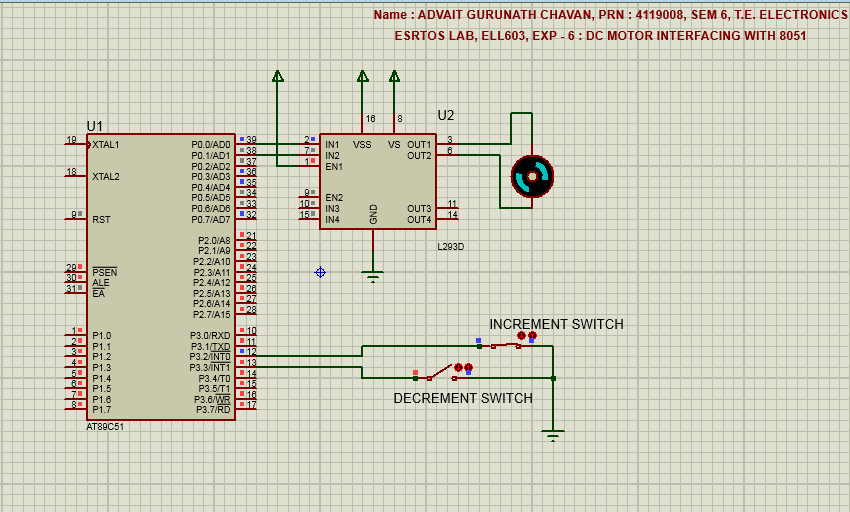 Name : ADVAIT GURUNATH CHAVAN, PRN : 4119008, SEM 6, T.E. ELECTRONICS
ESRTOS LAB, ELL603, EXP - 6 : DC MOTOR INTERFACING WITH 8051
U1
19 XTAL1
18 XTAL2
9 RST
29 PSEN
30 ALE
31 EA
1 P1.0
2 P1.1
3 P1.2
4 P1.3
5 P1.4
6 P1.5
7 P1.6
8 P1.7
P0.0/AD0 39
P0.1/AD1 38
P0.2/AD2 37
P0.3/AD3 36
P0.4/AD4 35
P0.5/AD5 34
P0.6/AD6 33
P0.7/AD7 32
P2.0/A8 21
P2.1/A9 22
P2.2/A10 23
P2.3/A11 24
P2.4/A12 25
P2.5/A13 26
P2.6/A14 27
P2.7/A15 28
P3.0/RXD 10
P3.1/TXD 11
P3.2/INT0 12
P3.3/INT1 13
P3.4/T0 14
P3.5/T1 15
P3.6/WR 16
P3.7/RD 17
AT89C51
U2
16
8
VSS
VS
2 IN1
7 IN2
1 EN1
9 EN2
10 IN3
15 IN4
OUT1 3
OUT2 6
OUT3 11
OUT4 14
GND
L293D
INCREMENT SWITCH
DECREMENT SWITCH